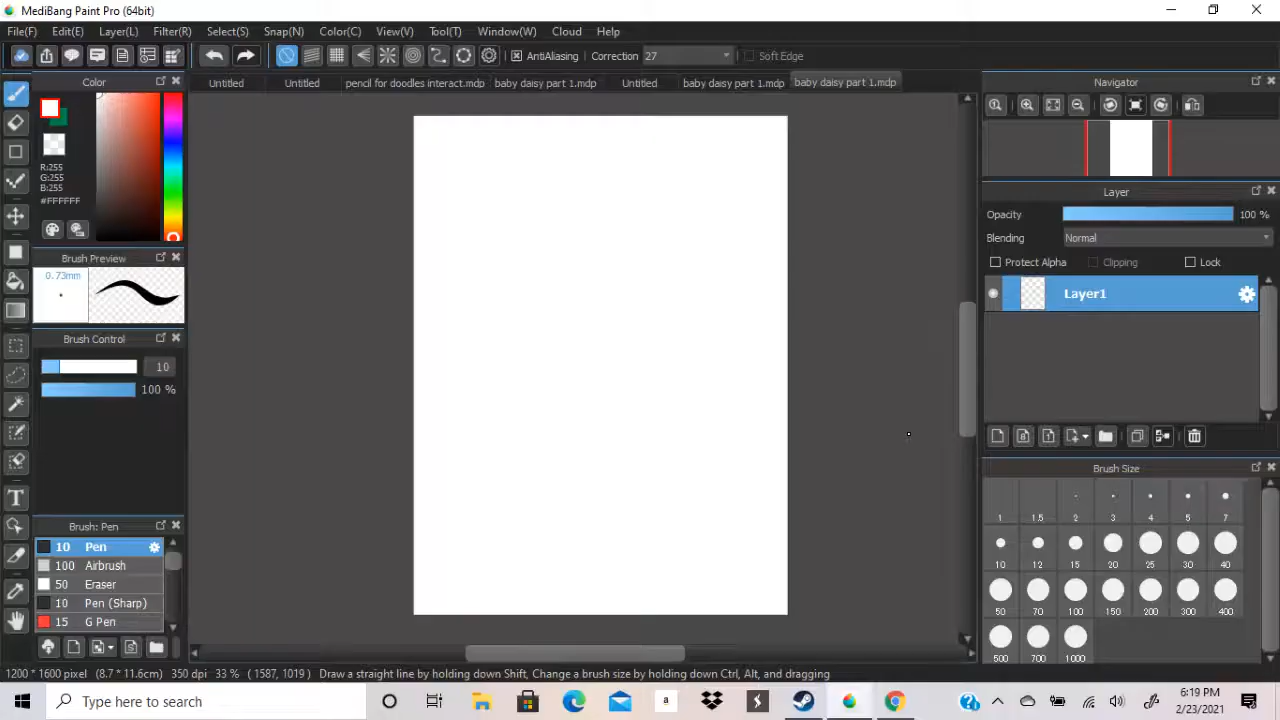 MediBang Paint Pro (64bit)
File(F) Edit(E) Layer(L) Filter(R) Select(S) Snap(N) Color(C) View(V) Tool(T) Window(W) Cloud Help
AntiAliasing Correction 27 Soft Edge
Color Untitled Untitled pencil for doodles interact.mdp baby daisy part 1.mdp Untitled baby daisy part 1.mdp baby daisy part 1.mdp Navigator
R:255
G:255
B:255
#FFFFFF
Layer
Opacity 100 %
Blending Normal
Protect Alpha Clipping Lock
Layer1
Brush Preview
0.73mm
Brush Control
10
100 %
Brush Size
1 1.5 2 3 4 5 7
10 12 15 20 25 30 40
50 70 100 150 200 300 400
500 700 1000
Brush: Pen
10 Pen
100 Airbrush
50 Eraser
10 Pen (Sharp)
15 G Pen
1200 * 1600 pixel (8.7 * 11.6cm) 350 dpi 33 % ( 1587, 1019 ) Draw a straight line by holding down Shift, Change a brush size by holding down Ctrl, Alt, and dragging
Type here to search
a
6:19 PM
2/23/2021